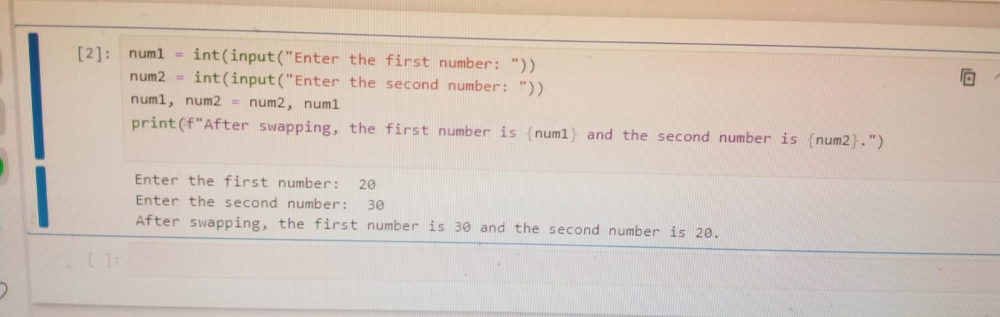 [2]: num1 = int(input("Enter the first number: "))
num2 = int(input("Enter the second number: "))
num1, num2 = num2, num1
print(f"After swapping, the first number is {num1} and the second number is {num2}.")
Enter the first number:  20
Enter the second number:  30
After swapping, the first number is 30 and the second number is 20.
[ ]: